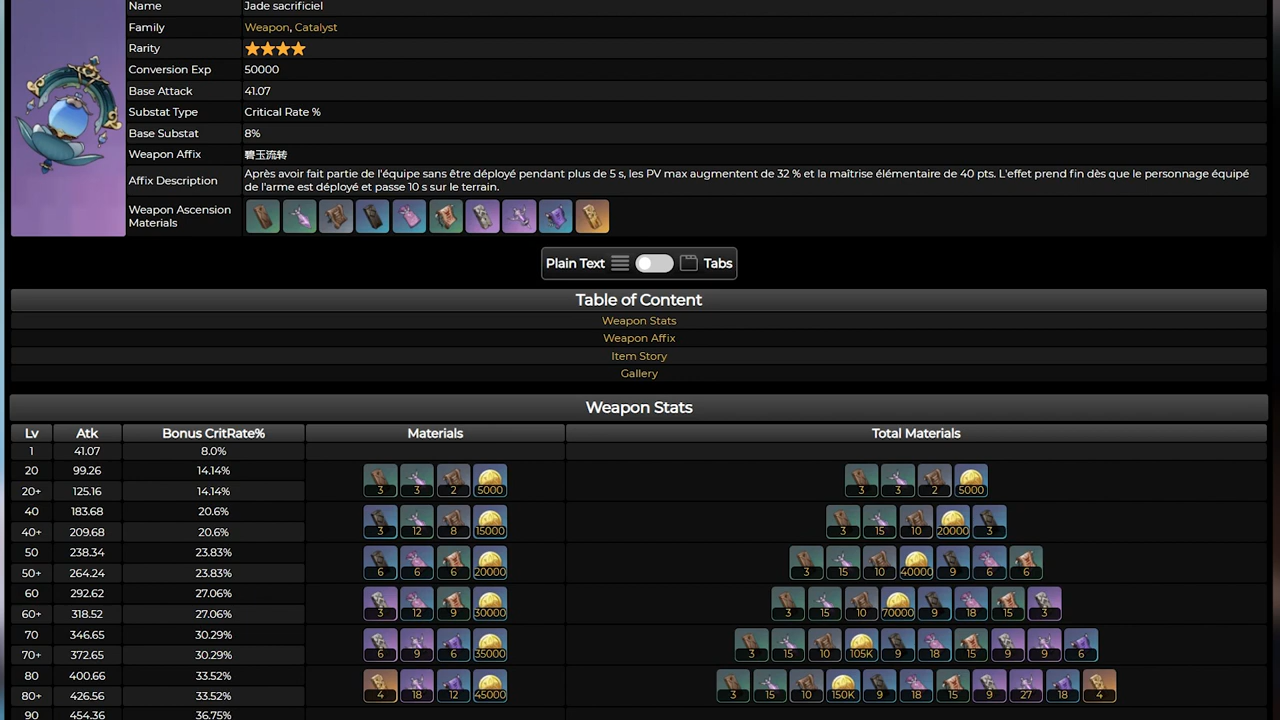 Name Jade sacrificiel
Family Weapon, Catalyst
Rarity
Conversion Exp 50000
Base Attack 41.07
Substat Type Critical Rate %
Base Substat 8%
Weapon Affix 碧玉流转
Affix Description Après avoir fait partie de l'équipe sans être déployé pendant plus de 5 s, les PV max augmentent de 32 % et la maîtrise élémentaire de 40 pts. L'effet prend fin dès que le personnage équipé
de l'arme est déployé et passe 10 s sur le terrain.
Weapon Ascension
Materials
Plain Text Tabs
Table of Content
Weapon Stats
Weapon Affix
Item Story
Gallery
Weapon Stats
Lv Atk Bonus CritRate% Materials Total Materials
1 41.07 8.0%
20 99.26 14.14%
3 3 2 5000 3 3 2 5000
20+ 125.16 14.14%
40 183.68 20.6%
3 12 8 15000 3 15 10 20000 3
40+ 209.68 20.6%
50 238.34 23.83%
6 6 6 20000 3 15 10 40000 9 6 6
50+ 264.24 23.83%
60 292.62 27.06%
3 12 9 30000 3 15 10 70000 9 18 15 3
60+ 318.52 27.06%
70 346.65 30.29%
6 9 6 35000 3 15 10 105K 9 18 15 9 9 6
70+ 372.65 30.29%
80 400.66 33.52%
4 18 12 45000 3 15 10 150K 9 18 15 9 27 18 4
80+ 426.56 33.52%
90 454.36 36.75%